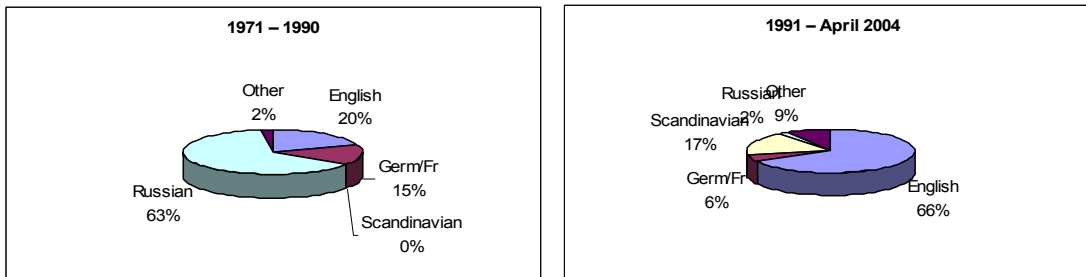 1971 – 1990
Other
2%
English
20%
Germ/Fr
15%
Scandinavian
0%
Russian
63%
1991 – April 2004
Russian
2%
Other
9%
Scandinavian
17%
Germ/Fr
6%
English
66%